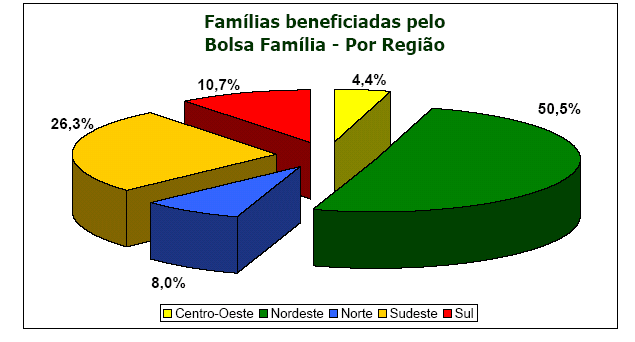 Famílias beneficiadas pelo
Bolsa Família - Por Região
10,7%
4,4%
50,5%
26,3%
8,0%
Centro-Oeste Nordeste Norte Sudeste Sul